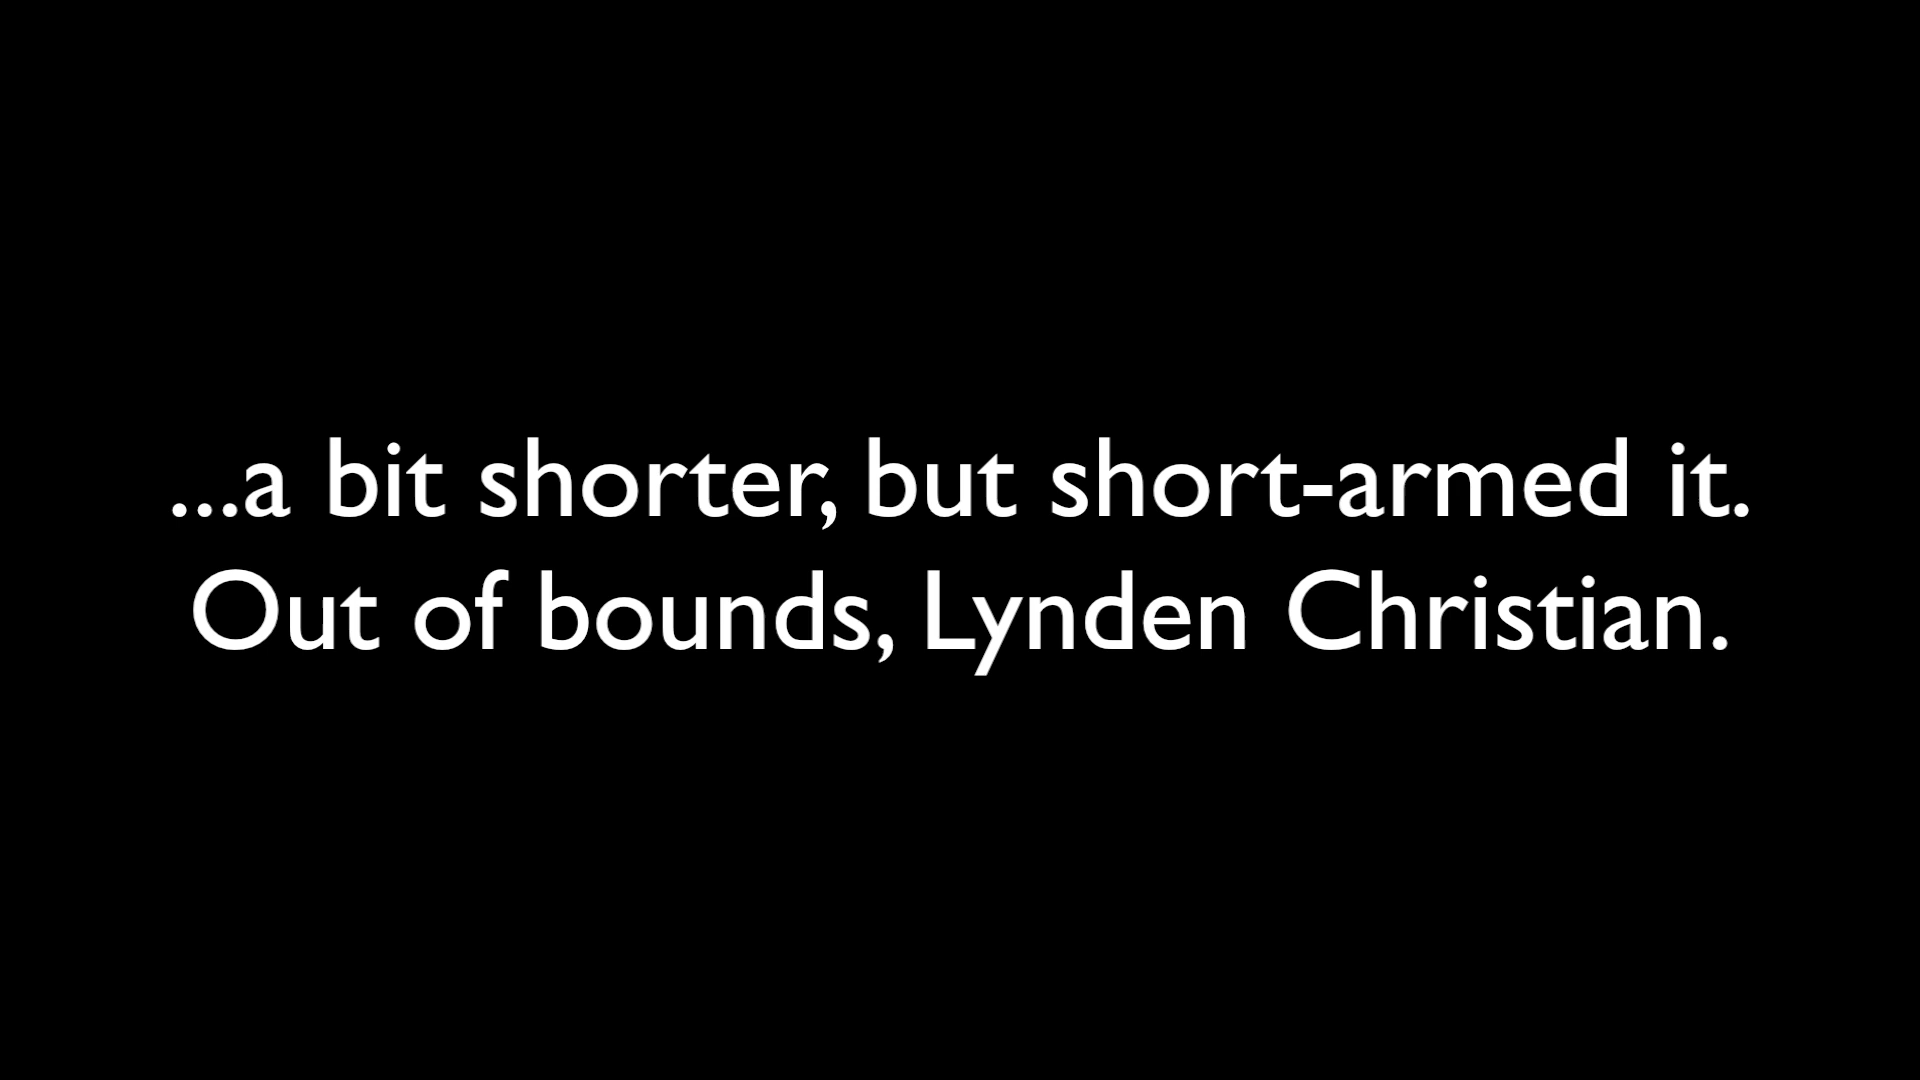 ...a bit shorter, but short-armed it.
Out of bounds, Lynden Christian.